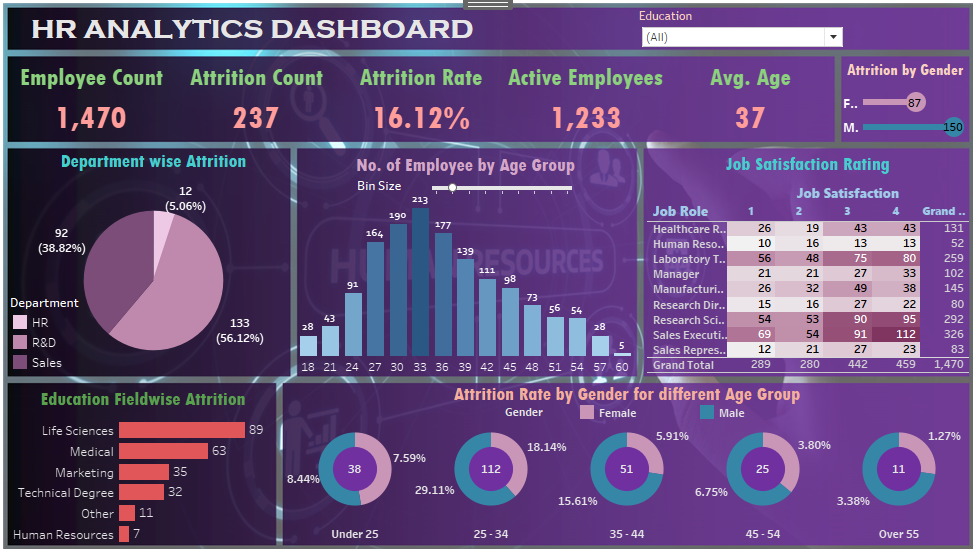 HR ANALYTICS DASHBOARD
Education
(All)
Employee Count Attrition Count Attrition Rate Active Employees Avg. Age
1,470 237 16.12% 1,233 37
Attrition by Gender
F.. 87
M. 150
Department wise Attrition
12
(5.06%)
92
(38.82%)
133
(56.12%)
Department
HR
R&D
Sales
No. of Employee by Age Group
Bin Size
28 43 91 164 190 213 177 139 111 98 73 56 54 28 5
18 21 24 27 30 33 36 39 42 45 48 51 54 57 60
HUMAN RESOURCES
Job Satisfaction Rating
Job Satisfaction
Job Role 1 2 3 4 Grand ..
Healthcare R.. 26 19 43 43 131
Human Reso.. 10 16 13 13 52
Laboratory T.. 56 48 75 80 259
Manager 21 21 27 33 102
Manufacturi.. 26 32 49 38 145
Research Dir.. 15 16 27 22 80
Research Sci.. 54 53 90 95 292
Sales Executi.. 69 54 91 112 326
Sales Repres.. 12 21 27 23 83
Grand Total 289 280 442 459 1,470
Education Fieldwise Attrition
Life Sciences 89
Medical 63
Marketing 35
Technical Degree 32
Other 11
Human Resources 7
Attrition Rate by Gender for different Age Group
Gender Female Male
38 7.59% 8.44%
112 18.14% 29.11%
51 5.91% 15.61%
25 3.80% 6.75%
11 1.27% 3.38%
Under 25 25 - 34 35 - 44 45 - 54 Over 55